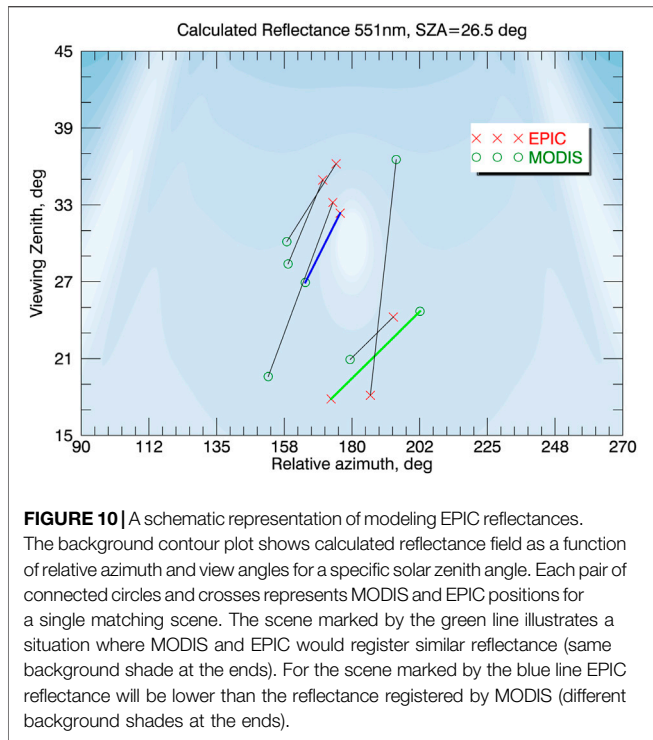 Calculated Reflectance 551nm, SZA=26.5 deg
45
39
33
27
21
15
Viewing Zenith, deg
EPIC
MODIS
90 112 135 158 180 202 225 248 270
Relative azimuth, deg
FIGURE 10 | A schematic representation of modeling EPIC reflectances.
The background contour plot shows calculated reflectance field as a function
of relative azimuth and view angles for a specific solar zenith angle. Each pair of
connected circles and crosses represents MODIS and EPIC positions for
a single matching scene. The scene marked by the green line illustrates a
situation where MODIS and EPIC would register similar reflectance (same
background shade at the ends). For the scene marked by the blue line EPIC
reflectance will be lower than the reflectance registered by MODIS (different
background shades at the ends).